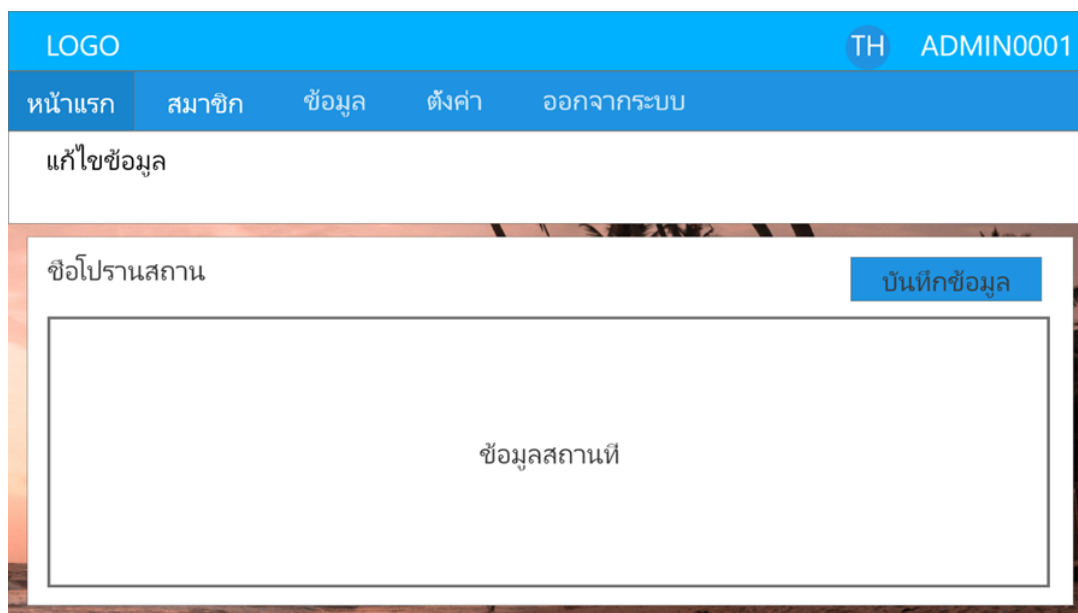 LOGO TH ADMIN0001
หน้าแรก สมาชิก ข้อมูล ตั้งค่า ออกจากระบบ
แก้ไขข้อมูล
ชื่อโปรานสถาน บันทึกข้อมูล
ข้อมูลสถานที่